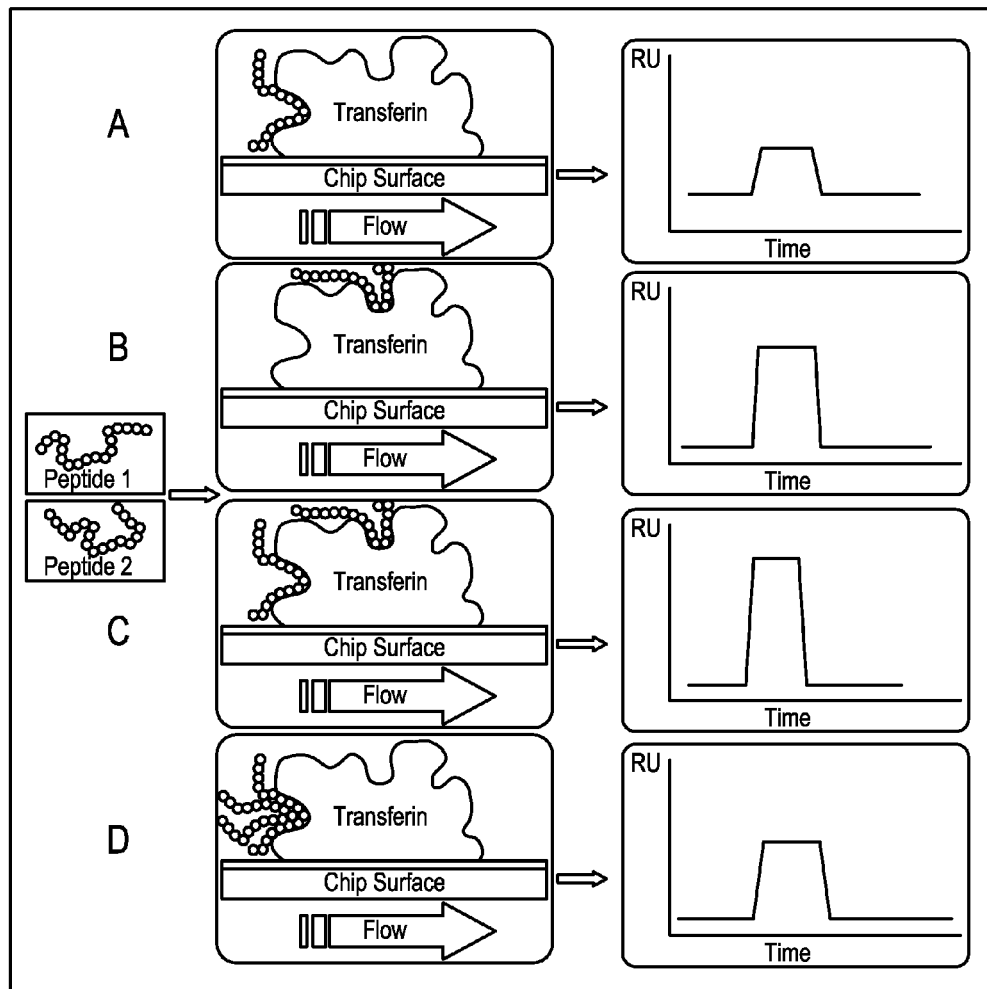 A
Transferin
Chip Surface
Flow
RU
Time
B
Transferin
Chip Surface
Flow
RU
Time
Peptide 1
Peptide 2
C
Transferin
Chip Surface
Flow
RU
Time
D
Transferin
Chip Surface
Flow
RU
Time